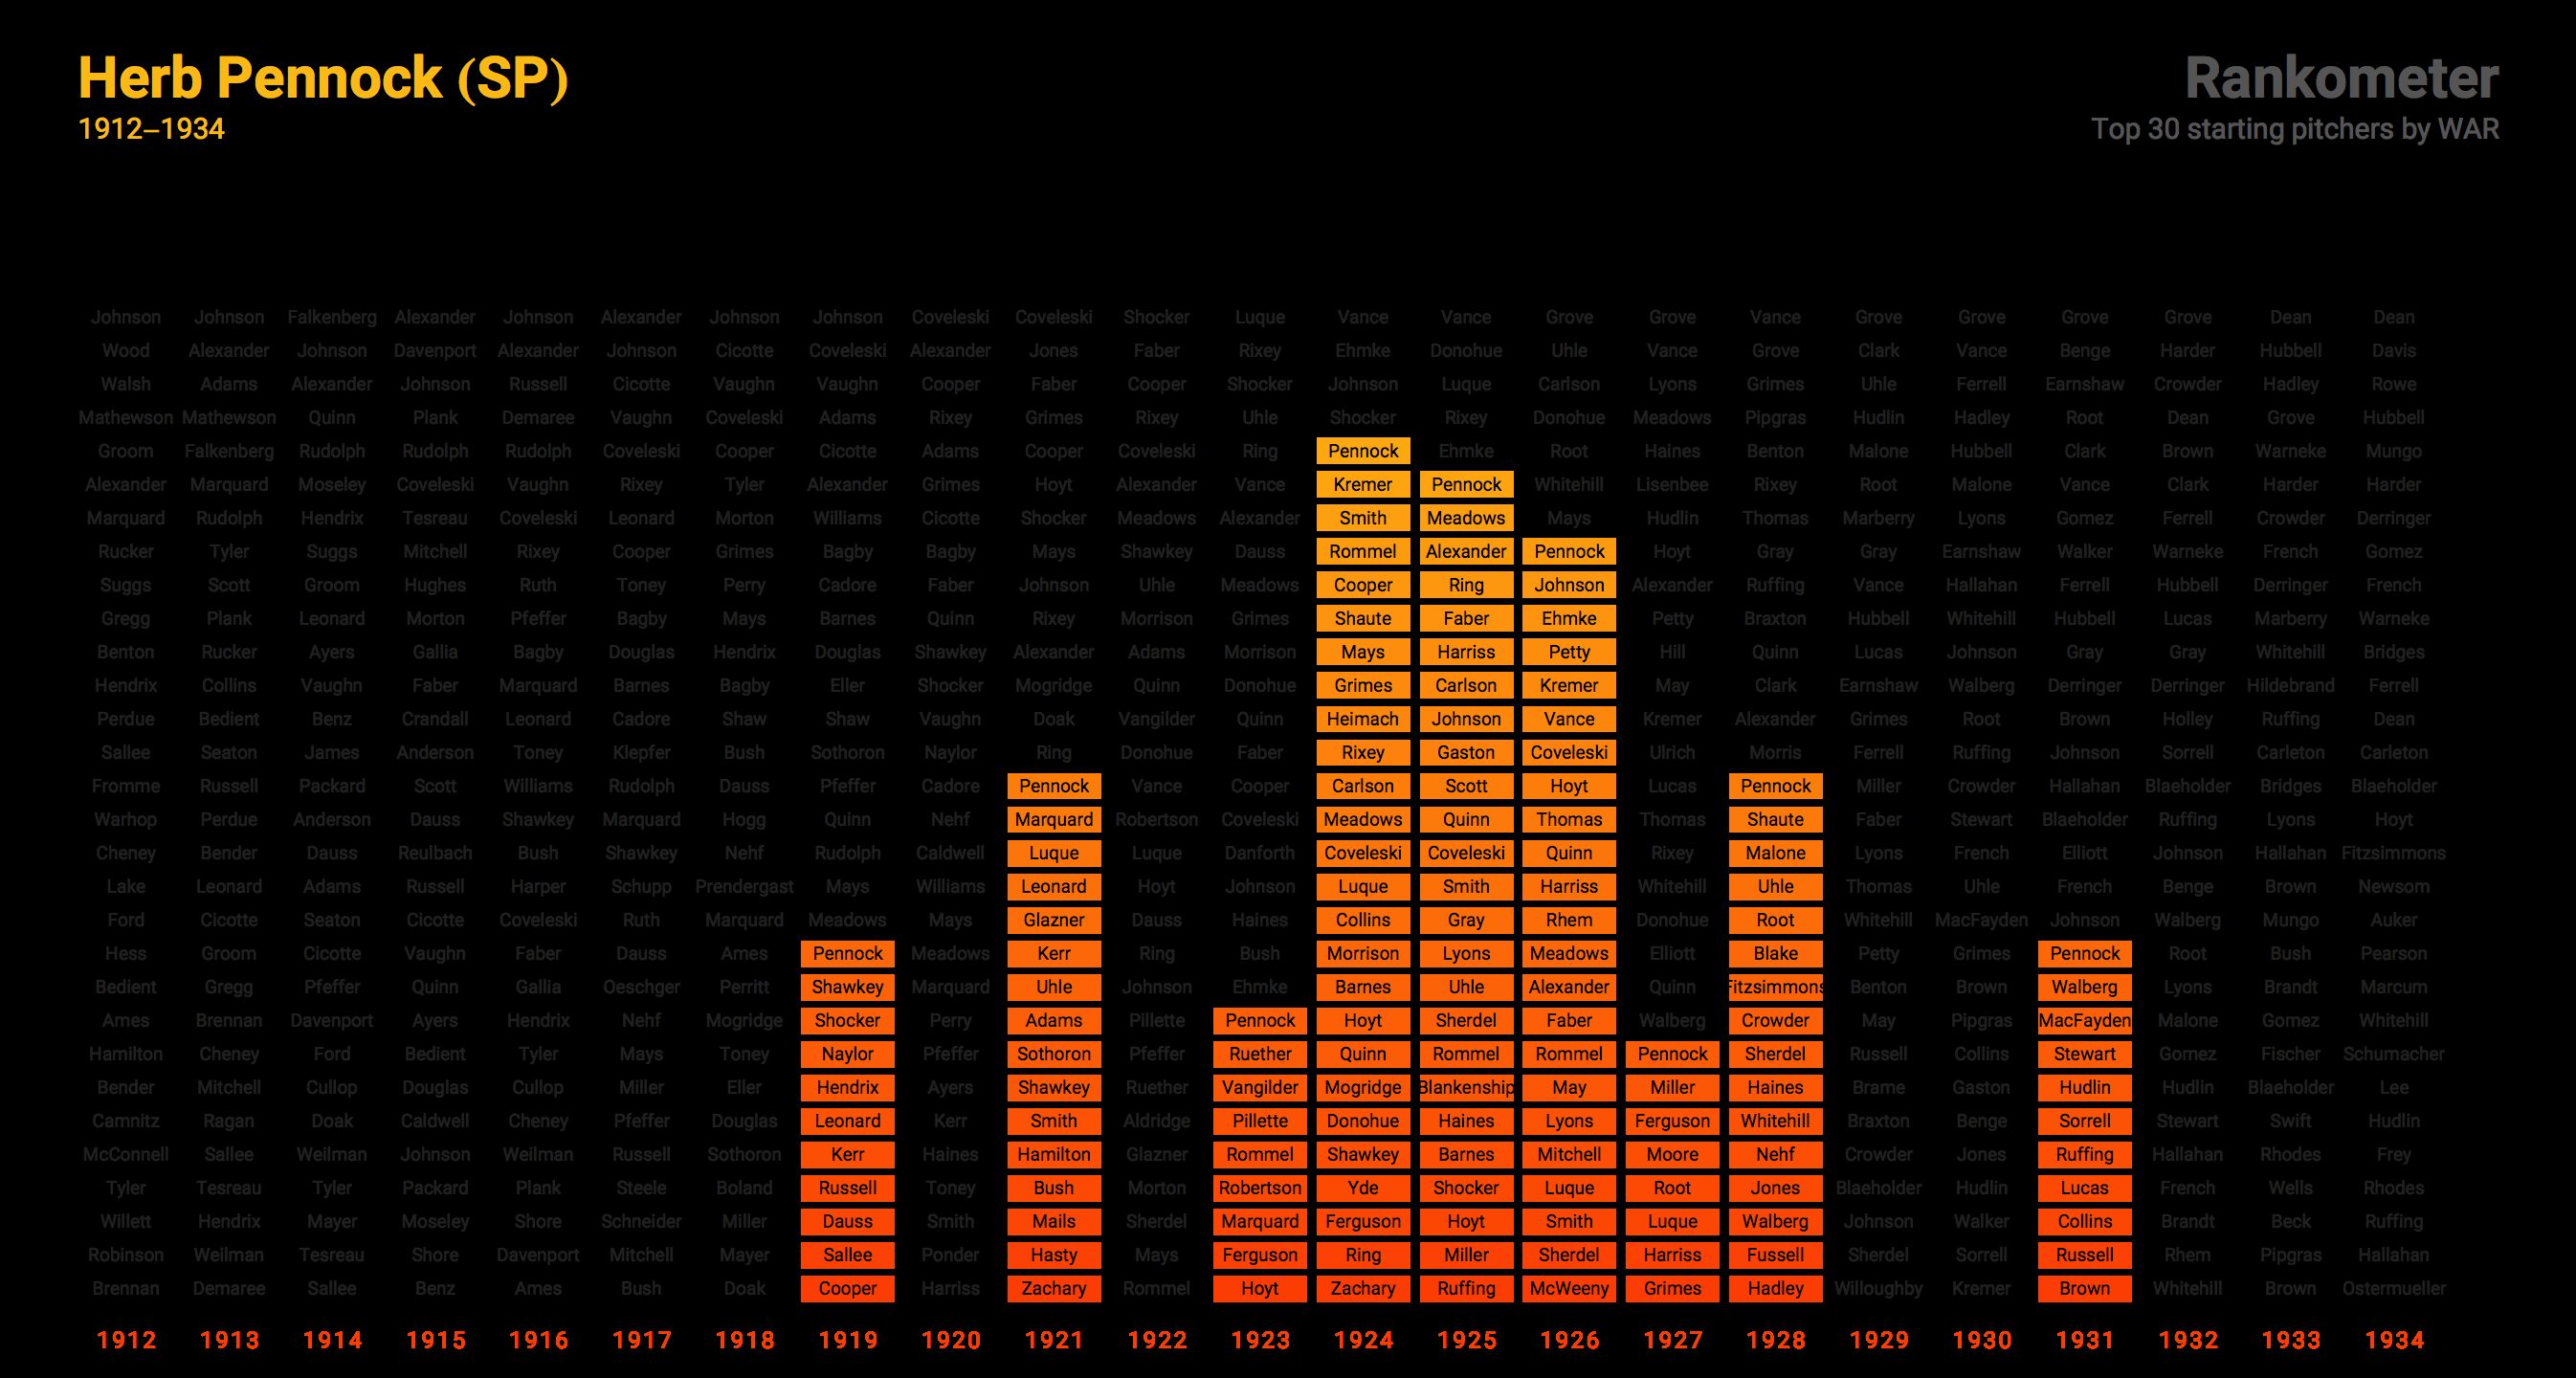 Herb Pennock (SP)
Rankometer
1912–1934
Top 30 starting pitchers by WAR
Johnson Johnson Falkenberg Alexander Johnson Alexander Johnson Johnson Coveleski Coveleski Shocker Luque Vance Vance Grove Grove Vance Grove Grove Grove Grove Dean Dean
Wood Alexander Johnson Davenport Alexander Johnson Cicotte Coveleski Alexander Jones Faber Rixey Ehmke Donohue Uhle Vance Grove Clark Vance Benge Harder Hubbell Davis
Walsh Adams Alexander Johnson Russell Cicotte Vaughn Vaughn Cooper Faber Cooper Shocker Johnson Luque Carlson Lyons Grimes Uhle Ferrell Earnshaw Crowder Hadley Rowe
Mathewson Mathewson Quinn Plank Demaree Vaughn Coveleski Adams Rixey Grimes Rixey Uhle Shocker Rixey Donohue Meadows Pipgras Hudlin Hadley Root Dean Grove Hubbell
Groom Falkenberg Rudolph Rudolph Rudolph Coveleski Cooper Cicotte Adams Cooper Coveleski Ring Pennock Ehmke Root Haines Benton Malone Hubbell Clark Brown Warneke Mungo
Alexander Marquard Moseley Coveleski Vaughn Rixey Tyler Alexander Grimes Hoyt Alexander Vance Kremer Pennock Whitehill Lisenbee Rixey Root Malone Vance Clark Harder Harder
Marquard Rudolph Hendrix Tesreau Coveleski Leonard Morton Williams Cicotte Shocker Meadows Alexander Smith Meadows Mays Hudlin Thomas Marberry Lyons Gomez Ferrell Crowder Derringer
Rucker Tyler Suggs Mitchell Rixey Cooper Grimes Bagby Bagby Mays Shawkey Dauss Rommel Alexander Pennock Hoyt Gray Gray Earnshaw Walker Warneke French Gomez
Suggs Scott Groom Hughes Ruth Toney Perry Cadore Faber Johnson Uhle Meadows Cooper Ring Johnson Alexander Ruffing Vance Hallahan Ferrell Hubbell Derringer French
Gregg Plank Leonard Morton Pfeffer Bagby Mays Barnes Quinn Rixey Morrison Grimes Shaute Faber Ehmke Petty Braxton Hubbell Whitehill Hubbell Lucas Marberry Warneke
Benton Rucker Ayers Gallia Bagby Douglas Hendrix Douglas Shawkey Alexander Adams Morrison Mays Harriss Petty Hill Quinn Lucas Johnson Gray Gray Whitehill Bridges
Hendrix Collins Vaughn Faber Marquard Barnes Bagby Eller Shocker Mogridge Quinn Donohue Grimes Carlson Kremer May Clark Earnshaw Walberg Derringer Derringer Hildebrand Ferrell
Perdue Bedient Benz Crandall Leonard Cadore Shaw Shaw Vaughn Doak Vangilder Quinn Heimach Johnson Vance Kremer Alexander Grimes Root Brown Holley Ruffing Dean
Sallee Seaton James Anderson Toney Klepfer Bush Sothoron Naylor Ring Donohue Faber Rixey Gaston Coveleski Ulrich Morris Ferrell Ruffing Johnson Sorrell Carleton Carleton
Fromme Russell Packard Scott Williams Rudolph Dauss Pfeffer Cadore Pennock Vance Cooper Carlson Scott Hoyt Lucas Pennock Miller Crowder Hallahan Blaeholder Bridges Blaeholder
Warhop Perdue Anderson Dauss Shawkey Marquard Hogg Quinn Nehf Marquard Robertson Coveleski Meadows Quinn Thomas Thomas Shaute Faber Stewart Blaeholder Ruffing Lyons Hoyt
Cheney Bender Dauss Reulbach Bush Shawkey Nehf Rudolph Caldwell Luque Luque Danforth Coveleski Coveleski Quinn Rixey Malone Lyons French Elliott Johnson Hallahan Fitzsimmons
Lake Leonard Adams Russell Harper Schupp Prendergast Mays Williams Leonard Hoyt Johnson Luque Smith Harriss Whitehill Uhle Thomas Uhle French Benge Brown Newsom
Ford Cicotte Seaton Cicotte Coveleski Ruth Marquard Meadows Mays Glazner Dauss Haines Collins Gray Rhem Donohue Root Whitehill MacFayden Johnson Walberg Mungo Auker
Hess Groom Cicotte Vaughn Faber Dauss Ames Pennock Meadows Kerr Ring Bush Morrison Lyons Meadows Elliott Blake Petty Grimes Pennock Root Bush Pearson
Bedient Gregg Pfeffer Quinn Gallia Oeschger Perritt Shawkey Marquard Uhle Johnson Ehmke Barnes Uhle Alexander Quinn Fitzsimmons Benton Brown Walberg Lyons Brandt Marcum
Ames Brennan Davenport Ayers Hendrix Nehf Mogridge Shocker Perry Adams Pillette Pennock Hoyt Sherdel Faber Walberg Crowder May Pipgras MacFayden Malone Gomez Whitehill
Hamilton Cheney Ford Bedient Tyler Mays Toney Naylor Pfeffer Sothoron Pfeffer Ruether Quinn Rommel Rommel Pennock Sherdel Russell Collins Stewart Gomez Fischer Schumacher
Bender Mitchell Cullop Douglas Cullop Miller Eller Hendrix Ayers Shawkey Ruether Vangilder Mogridge Blankenship May Miller Haines Brame Gaston Hudlin Hudlin Blaeholder Lee
Camnitz Ragan Doak Caldwell Cheney Pfeffer Douglas Leonard Kerr Smith Aldridge Pillette Donohue Haines Lyons Ferguson Whitehill Braxton Benge Sorrell Stewart Swift Hudlin
McConnell Sallee Weilman Johnson Weilman Russell Sothoron Kerr Haines Hamilton Glazner Rommel Shawkey Barnes Mitchell Moore Nehf Crowder Jones Ruffing Hallahan Rhodes Frey
Tyler Tesreau Tyler Packard Plank Steele Boland Russell Toney Bush Morton Robertson Yde Shocker Luque Root Jones Blaeholder Hudlin Lucas French Wells Rhodes
Willett Hendrix Mayer Moseley Shore Schneider Miller Dauss Smith Mails Sherdel Marquard Ferguson Hoyt Smith Luque Walberg Johnson Walker Collins Brandt Beck Ruffing
Robinson Weilman Tesreau Shore Davenport Mitchell Mayer Sallee Ponder Hasty Mays Ferguson Ring Miller Sherdel Harriss Fussell Sherdel Sorrell Russell Rhem Pipgras Hallahan
Brennan Demaree Sallee Benz Ames Bush Doak Cooper Harriss Zachary Rommel Hoyt Zachary Ruffing McWeeny Grimes Hadley Willoughby Kremer Brown Whitehill Brown Ostermueller
1912 1913 1914 1915 1916 1917 1918 1919 1920 1921 1922 1923 1924 1925 1926 1927 1928 1929 1930 1931 1932 1933 1934